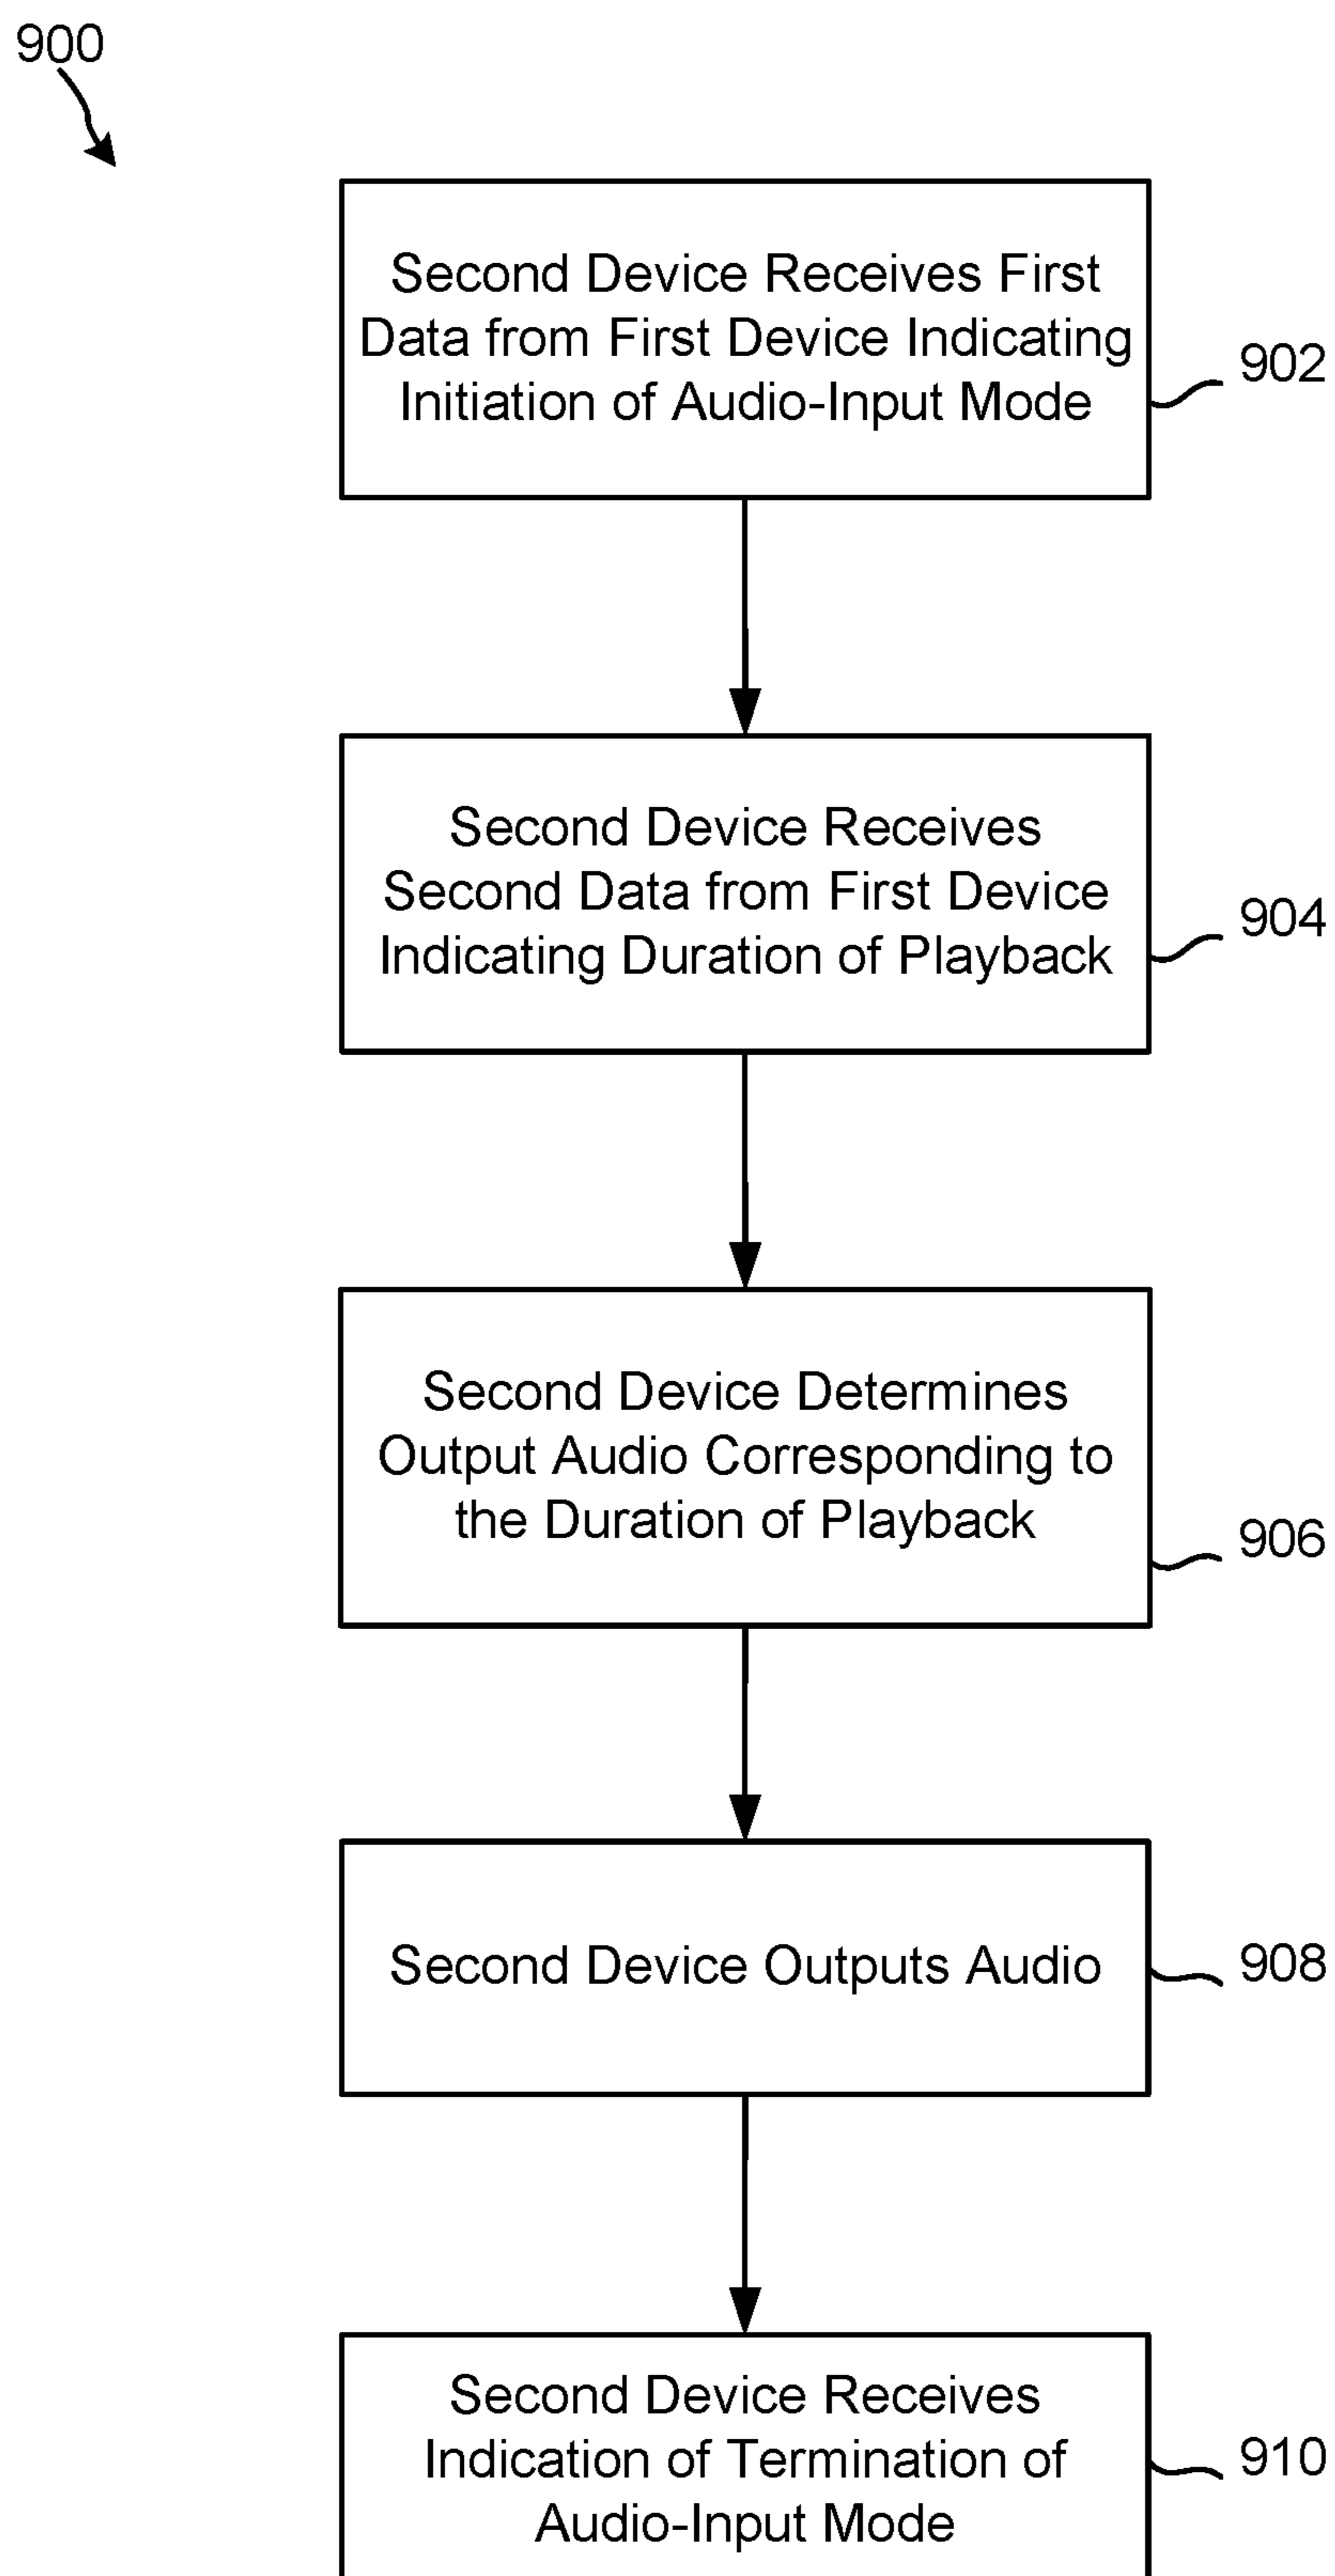 900
Second Device Receives First
Data from First Device Indicating
Initiation of Audio-Input Mode
902
Second Device Receives
Second Data from First Device
Indicating Duration of Playback
904
Second Device Determines
Output Audio Corresponding to
the Duration of Playback
906
Second Device Outputs Audio
908
Second Device Receives
Indication of Termination of
Audio-Input Mode
910